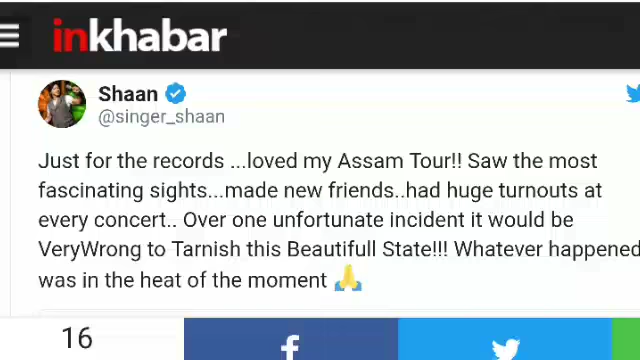 inkhabar
Shaan
@singer_shaan
Just for the records ...loved my Assam Tour!! Saw the most
fascinating sights...made new friends..had huge turnouts at
every concert.. Over one unfortunate incident it would be
VeryWrong to Tarnish this Beautifull State!!! Whatever happened
was in the heat of the moment 🙏
16